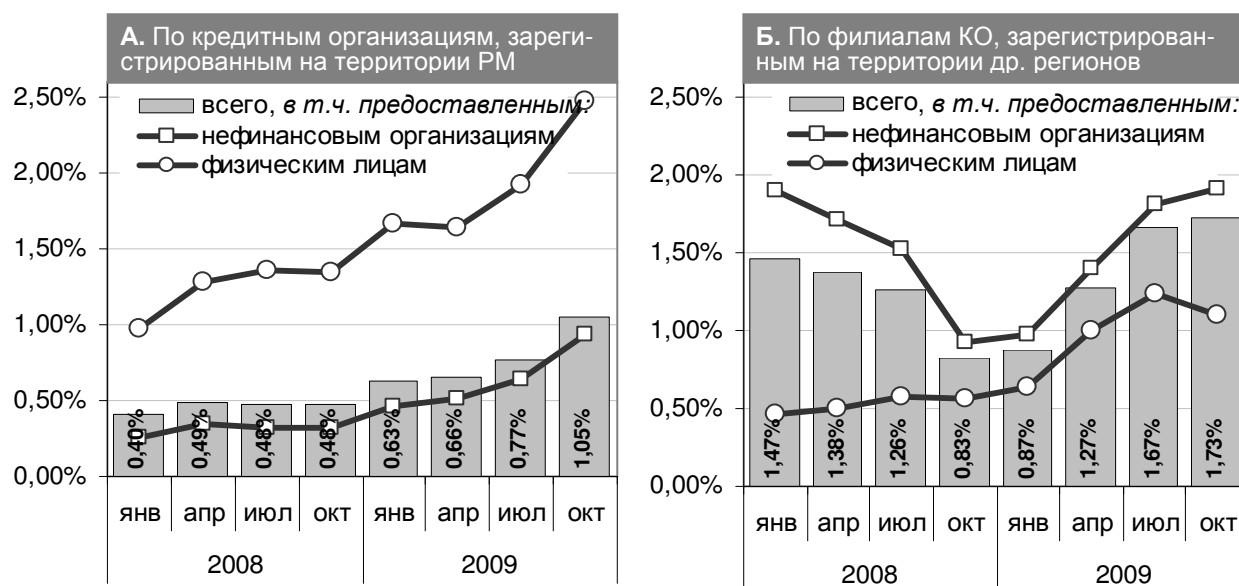 А. По кредитным организациям, зареги-
стрированным на территории РМ
2,50%
2,00%
1,50%
1,00%
0,50%
0,00%
всего, в т.ч. предоставленным:
нефинансовым организациям
физическим лицам
0,40%
0,49%
0,48%
0,48%
0,63%
0,66%
0,77%
1,05%
янв апр июл окт янв апр июл окт
2008 2009
Б. По филиалам КО, зарегистрирован-
ным на территории др. регионов
2,50%
2,00%
1,50%
1,00%
0,50%
0,00%
всего, в т.ч. предоставленным:
нефинансовым организациям
физическим лицам
1,47%
1,38%
1,26%
0,83%
0,87%
1,27%
1,67%
1,73%
янв апр июл окт янв апр июл окт
2008 2009